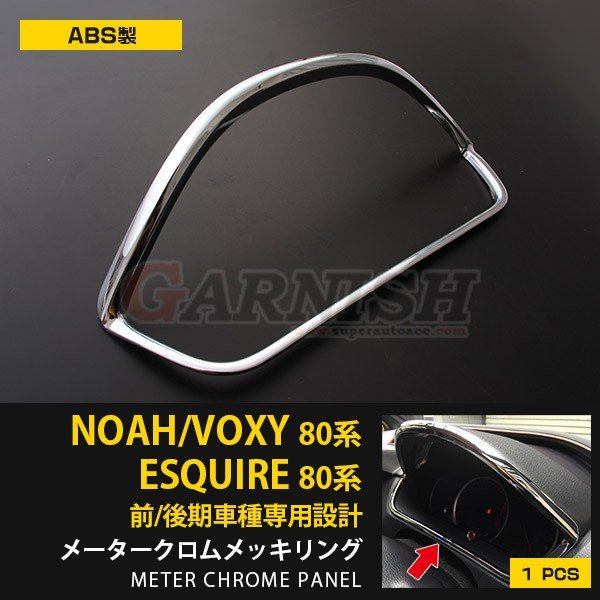 ABS製
GARNISH
www.superautoacc.com
NOAH/VOXY 80系
ESQUIRE 80系
前/後期車種専用設計
メータークロムメッキリング
METER CHROME PANEL
1 PCS